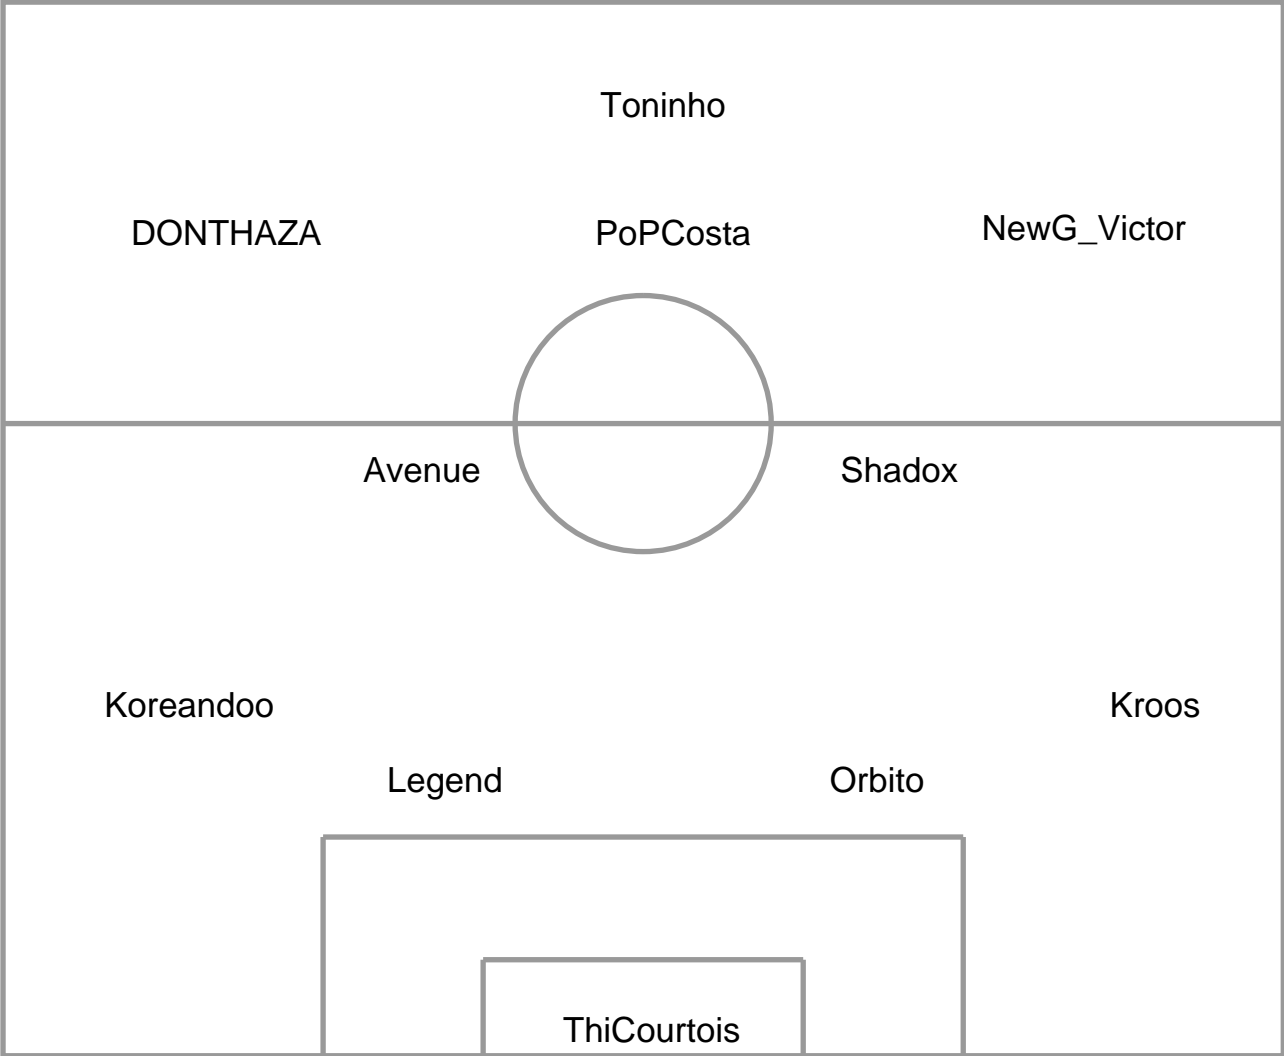 Toninho
DONTHAZA
PoPCosta
NewG_Victor
Avenue
Shadox
Koreandoo
Kroos
Legend
Orbito
ThiCourtois